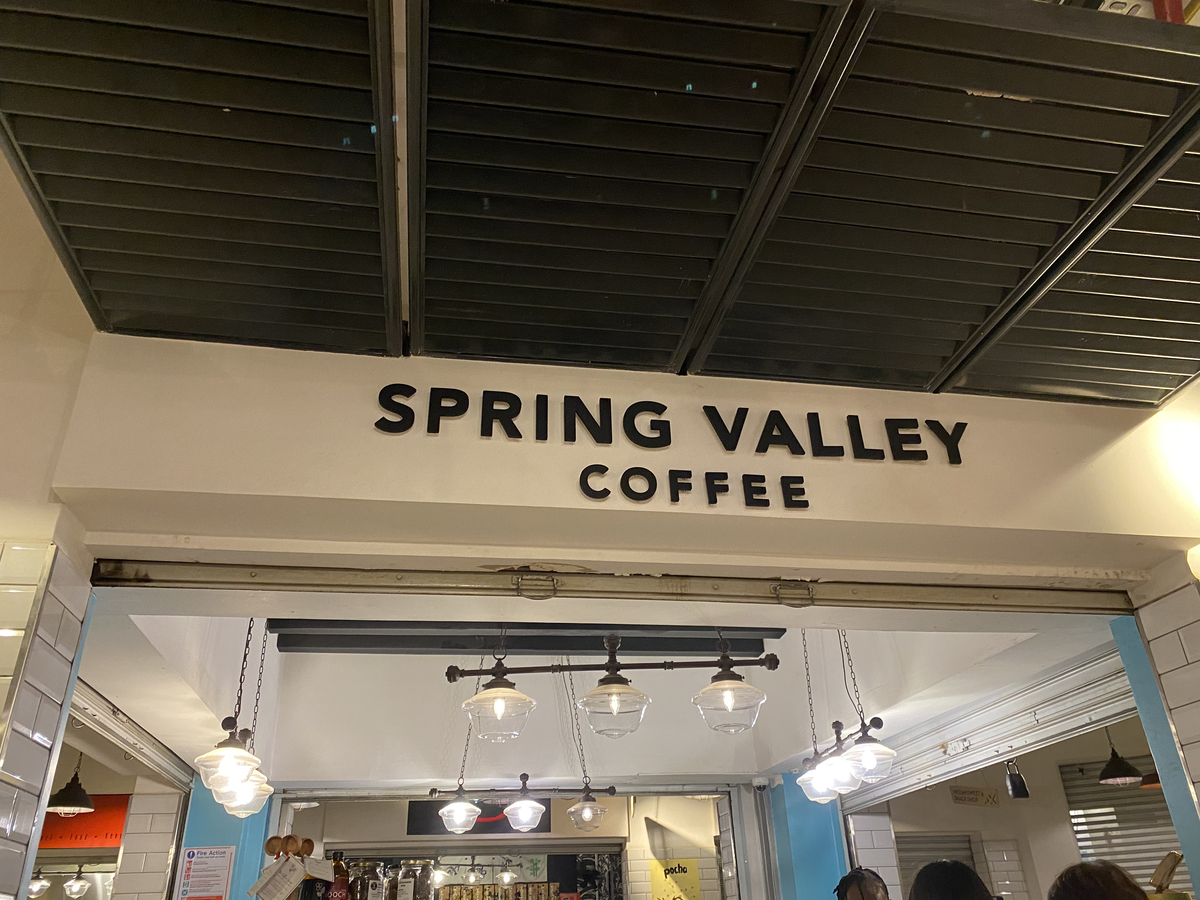 SPRING VALLEY
COFFEE
Fire Action
pocha